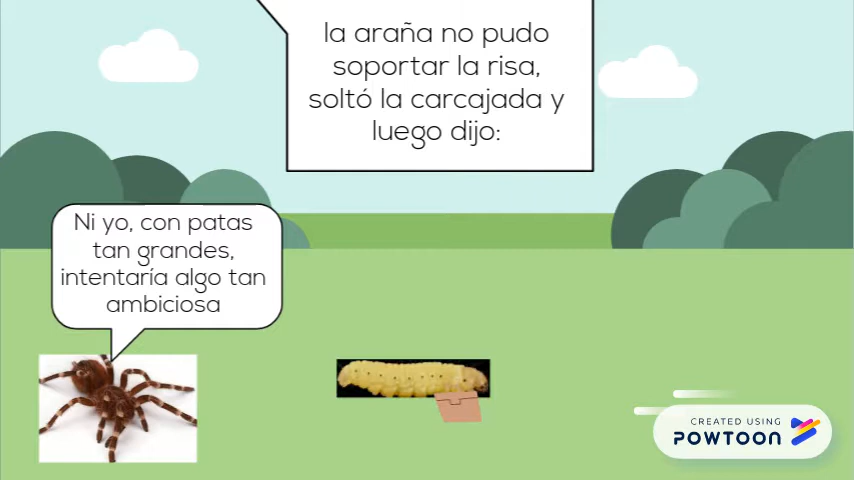 la araña no pudo
soportar la risa,
soltó la carcajada y
luego dijo:
Ni yo, con patas
tan grandes,
intentaría algo tan
ambiciosa
CREATED USING
POWTOON